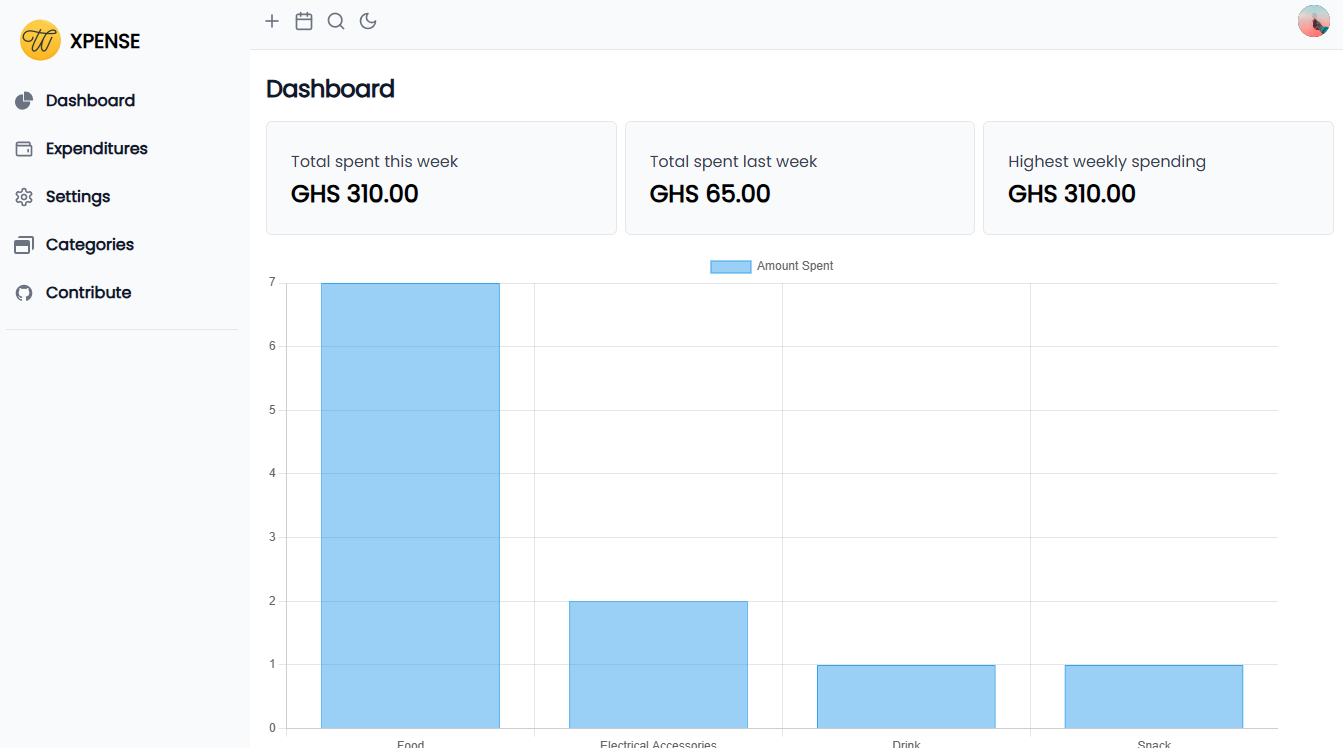 W XPENSE
Dashboard
Expenditures
Settings
Categories
Contribute
Dashboard
Total spent this week
GHS 310.00
Total spent last week
GHS 65.00
Highest weekly spending
GHS 310.00
Amount Spent
7
6
5
4
3
2
1
0
Food
Electrical Accessories
Drink
Snack